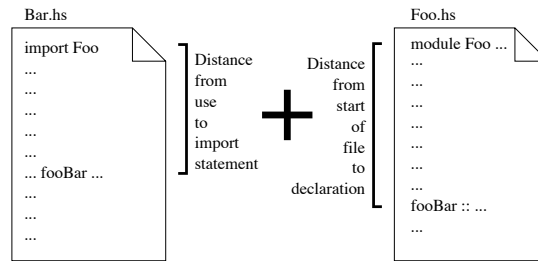 Bar.hs
import Foo
...
...
...
...
...
... fooBar ...
...
...
...
Distance
from
use
to
import
statement
+
Distance
from
start
of
file
to
declaration
Foo.hs
module Foo ...
...
...
...
...
...
...
...
fooBar :: ...
...